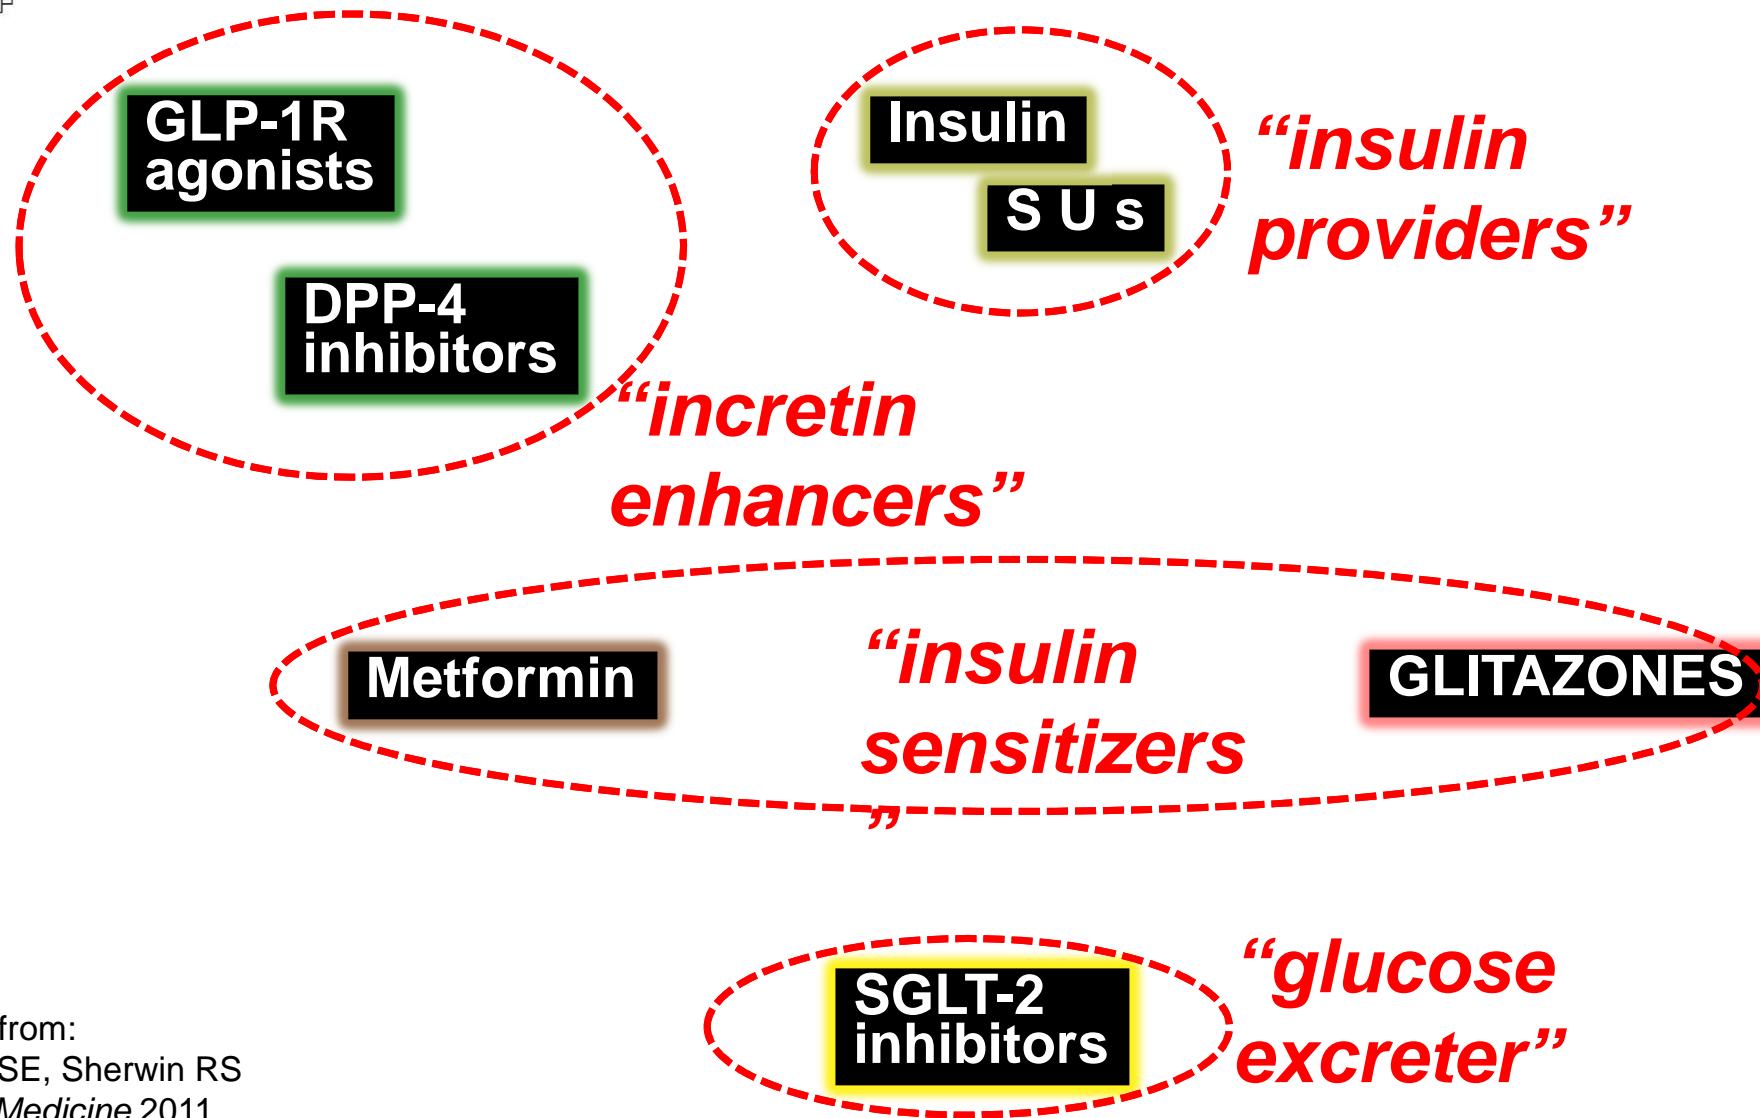 GLP-1R
agonists
DPP-4
inhibitors
“incretin
enhancers”
Insulin
S U s
“insulin
providers”
Metformin
“insulin
sensitizers
”
GLITAZONES
SGLT-2
inhibitors
“glucose
excreter”
from:
SE, Sherwin RS
Medicine 2011